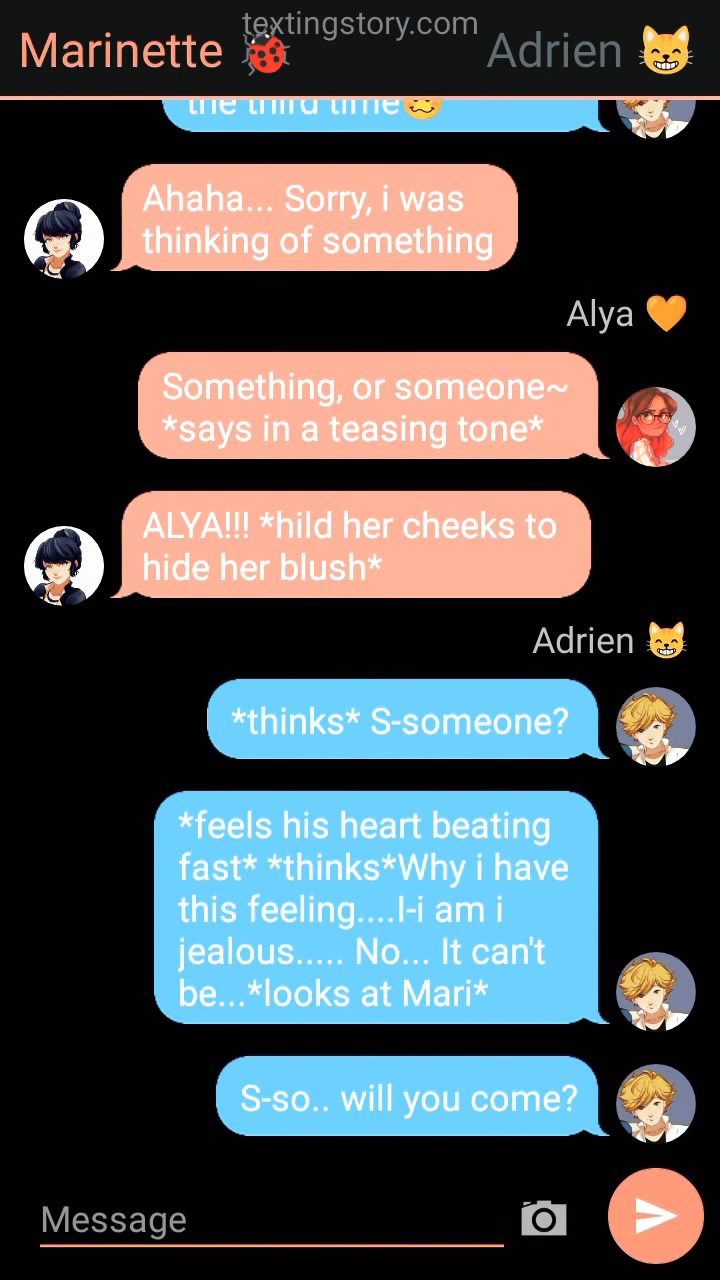 textingstory.com
Marinette 🐞 Adrien 😸
the third time🥴
Ahaha... Sorry, i was
thinking of something
Alya 🧡
Something, or someone~
*says in a teasing tone*
ALYA!!! *hild her cheeks to
hide her blush*
Adrien 😸
*thinks* S-someone?
*feels his heart beating
fast* *thinks*Why i have
this feeling....I-i am i
jealous..... No... It can't
be...*looks at Mari*
S-so.. will you come?
Message